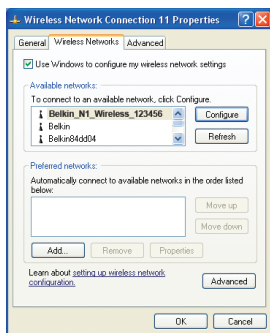 Wireless Network Connection 11 Properties
General Wireless Networks Advanced
Use Windows to configure my wireless network settings
Available networks:
To connect to an available network, click Configure.
Belkin_N1_Wireless_123456
Configure
Belkin
Belkin84dd04
Refresh
Preferred networks:
Automatically connect to available networks in the order listed
below:
Move up
Move down
Add... Remove Properties
Learn about setting up wireless network
configuration.
Advanced
OK Cancel